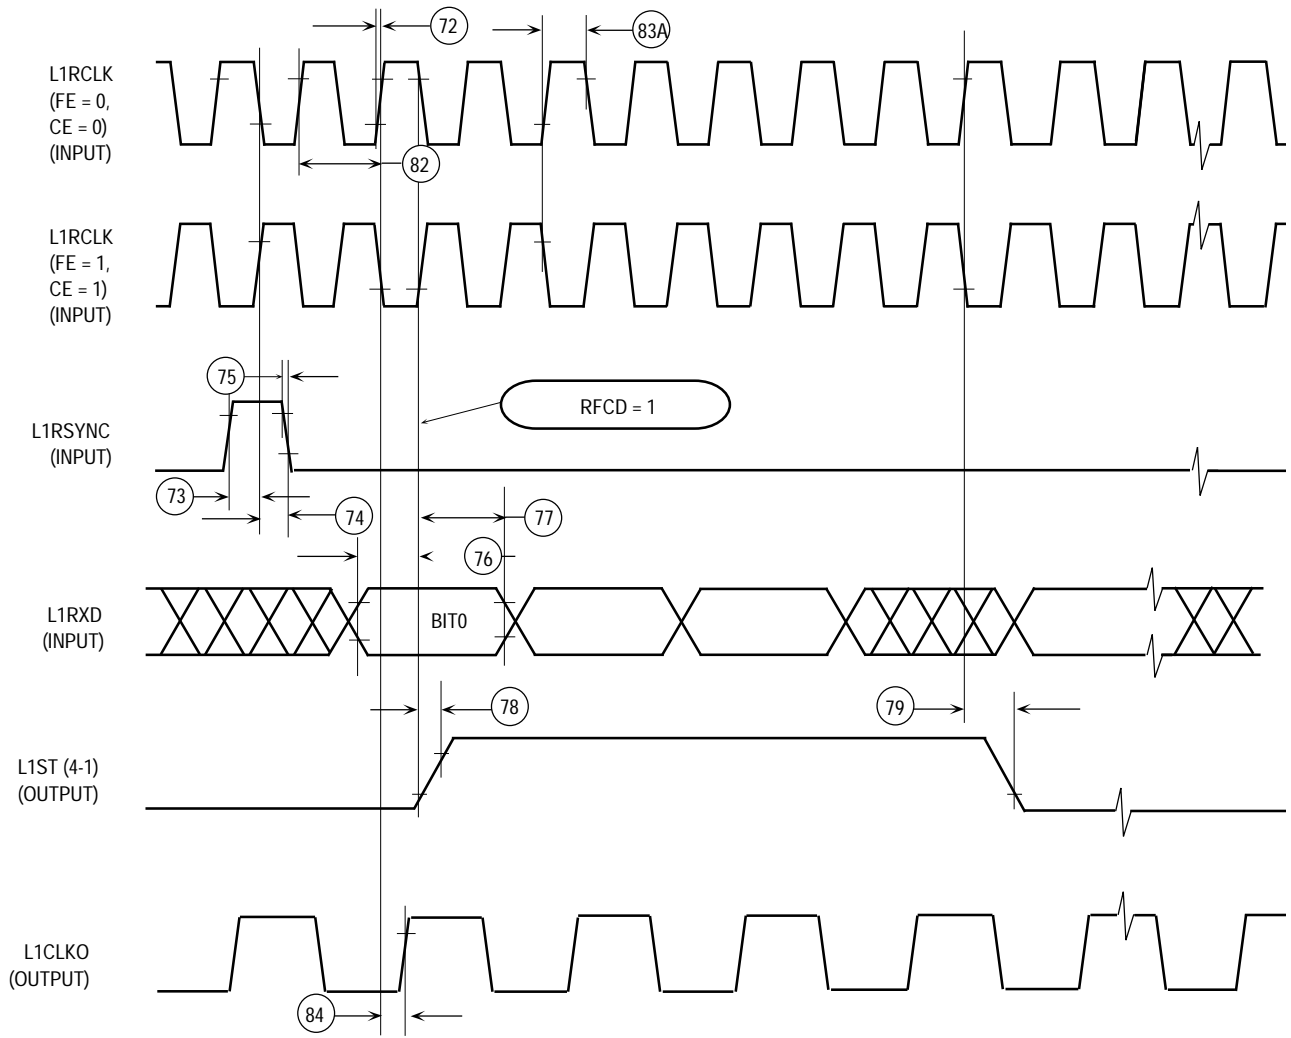 72
83A
L1RCLK
(FE = 0,
CE = 0)
(INPUT)
82
L1RCLK
(FE = 1,
CE = 1)
(INPUT)
75
RFCD = 1
L1RSYNC
(INPUT)
73
74
77
76
L1RXD
(INPUT)
BIT0
78
79
L1ST (4-1)
(OUTPUT)
L1CLKO
(OUTPUT)
84